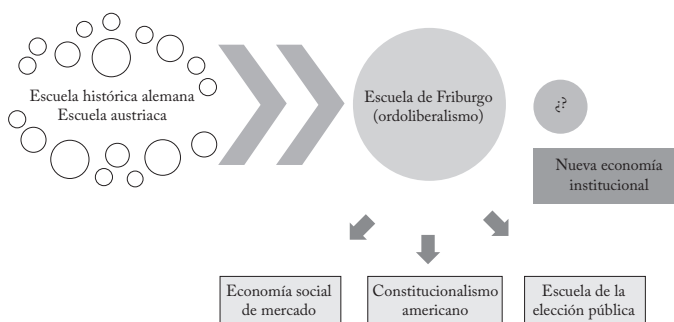 Escuela histórica alemana
Escuela austriaca
Escuela de Friburgo
(ordoliberalismo)
¿?
Nueva economía
institucional
Economía social
de mercado
Constitucionalismo
americano
Escuela de la
elección pública